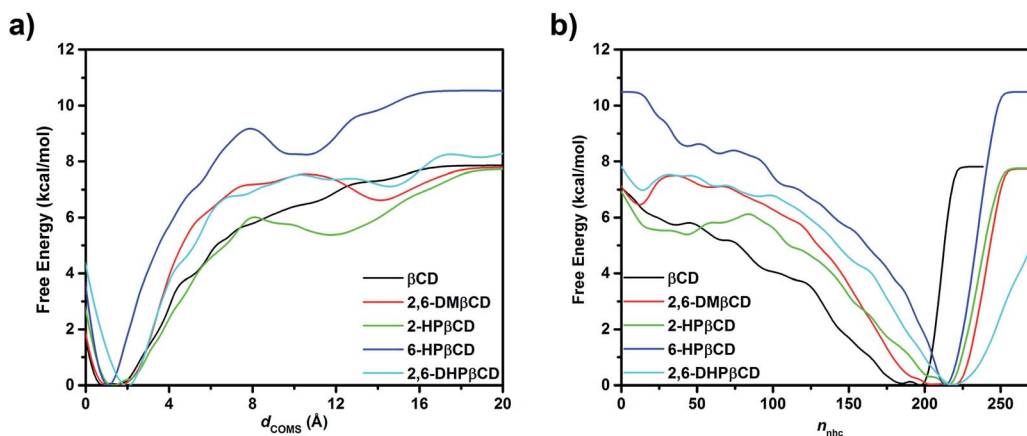 a)
12
10
8
6
4
2
0
Free Energy (kcal/mol)
βCD
2,6-DMβCD
2-HPβCD
6-HPβCD
2,6-DHPβCD
0 4 8 12 16 20
dCOMS (Å)
b)
12
10
8
6
4
2
0
Free Energy (kcal/mol)
βCD
2,6-DMβCD
2-HPβCD
6-HPβCD
2,6-DHPβCD
0 50 100 150 200 250
nnhc